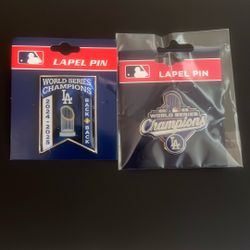 LAPEL PIN
WORLD SERIES
CHAMPIONS
2024-2025
LA
BACK
BACK
LAPEL PIN
WORLD SERIES
Champions
LA